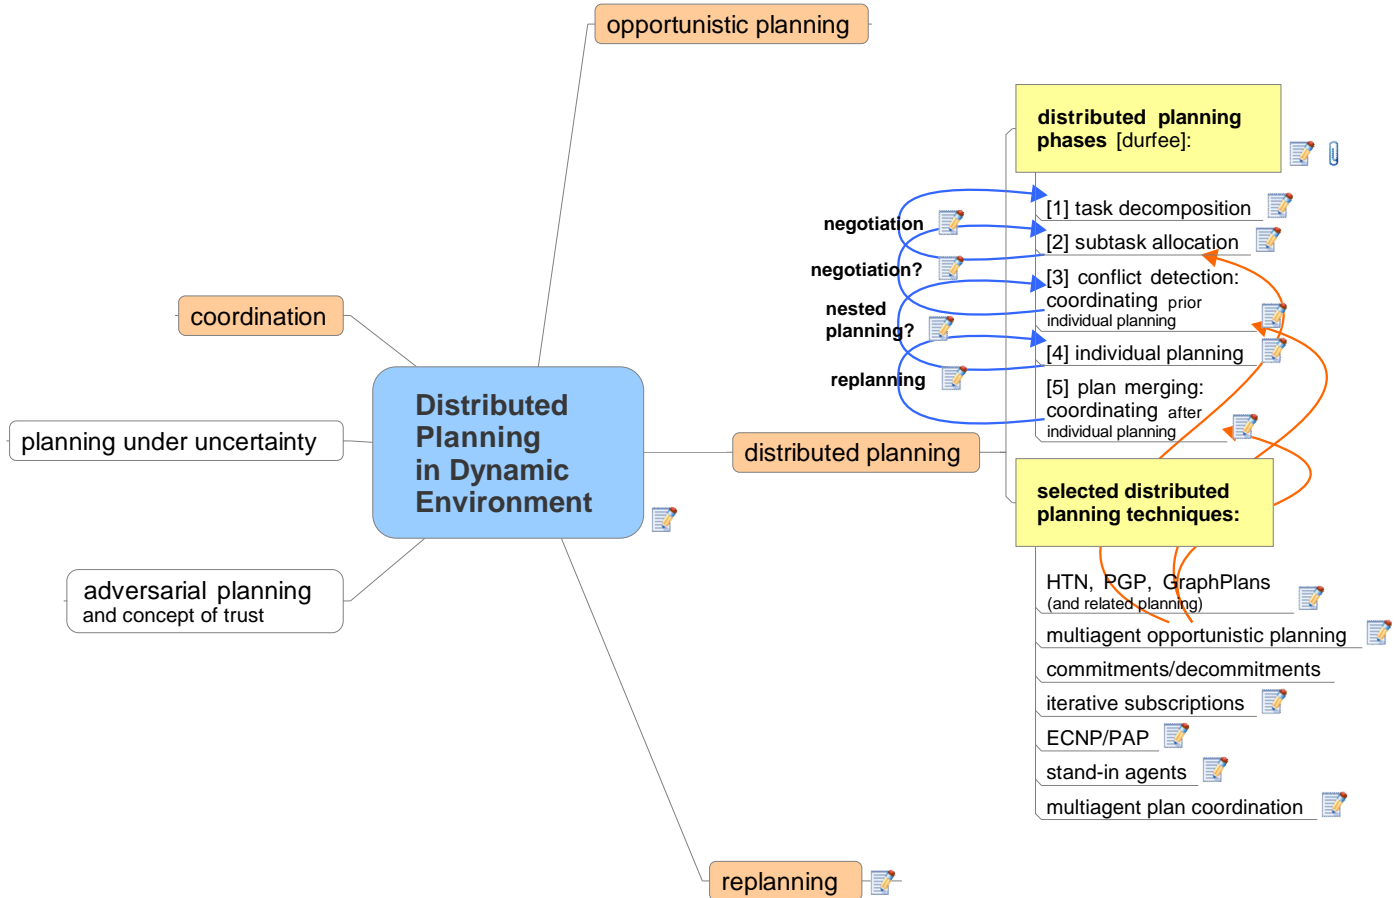 opportunistic planning
distributed planning
phases [durfee]:
[1] task decomposition
[2] subtask allocation
[3] conflict detection:
coordinating prior
individual planning
[4] individual planning
[5] plan merging:
coordinating after
individual planning
negotiation
negotiation?
nested
planning?
replanning
coordination
planning under uncertainty
adversarial planning
and concept of trust
Distributed
Planning
in Dynamic
Environment
distributed planning
selected distributed
planning techniques:
HTN, PGP, GraphPlans
(and related planning)
multiagent opportunistic planning
commitments/decommitments
iterative subscriptions
ECNP/PAP
stand-in agents
multiagent plan coordination
replanning